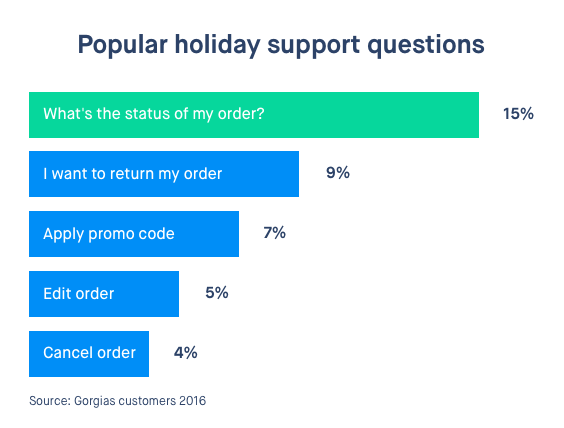 Popular holiday support questions
What's the status of my order? 15%
I want to return my order 9%
Apply promo code 7%
Edit order 5%
Cancel order 4%
Source: Gorgias customers 2016